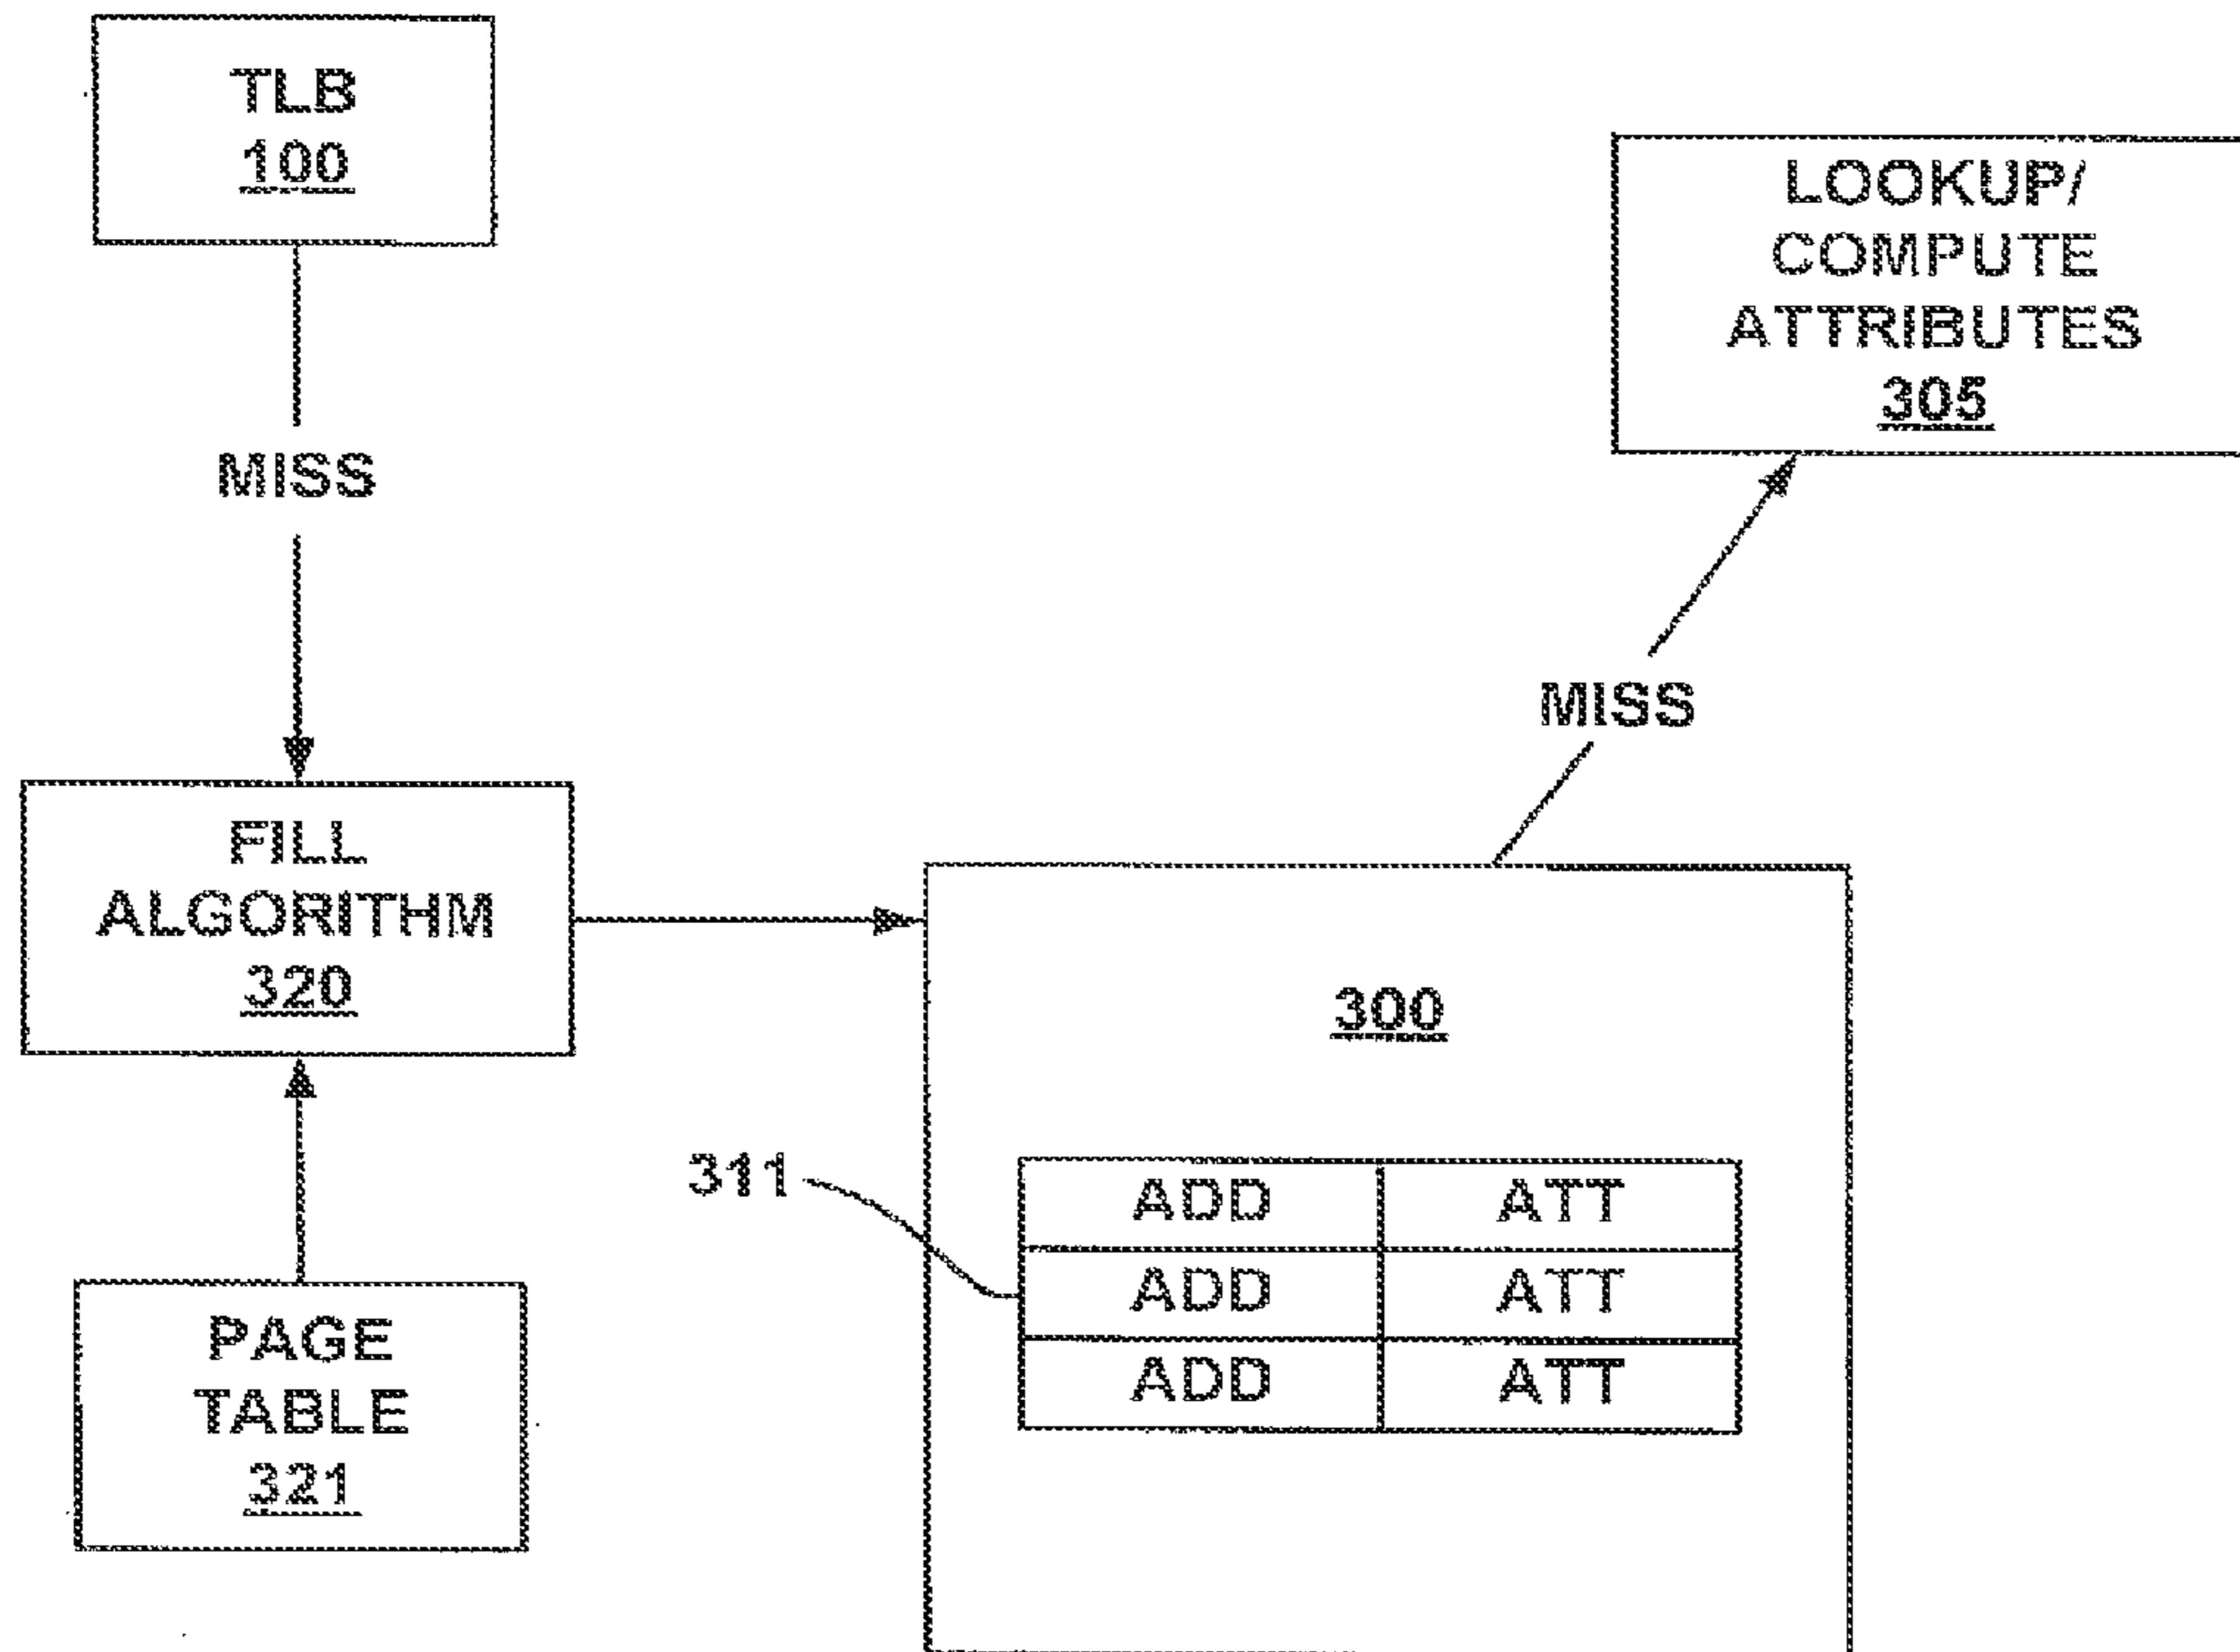 TLB
100
LOOKUP/
COMPUTE
ATTRIBUTES
305
MISS
MISS
FILL
ALGORITHM
320
300
311
ADD ATT
ADD ATT
ADD ATT
PAGE
TABLE
321